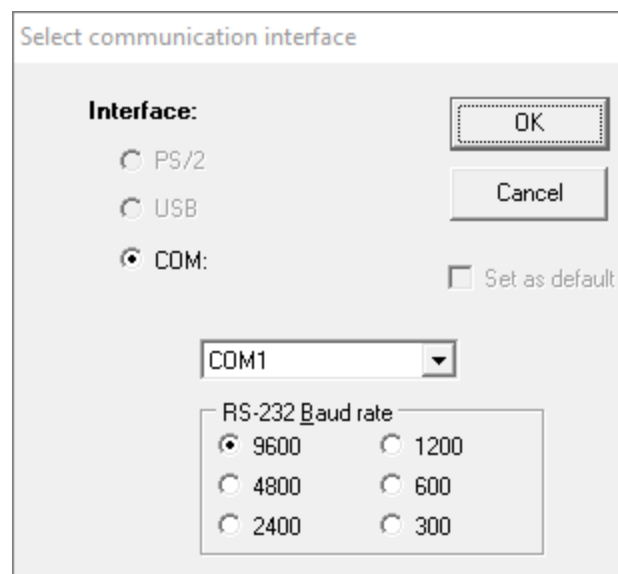 Select communication interface
Interface:
OK
PS/2
Cancel
USB
COM:
Set as default
COM1
RS-232 Baud rate
9600 1200
4800 600
2400 300